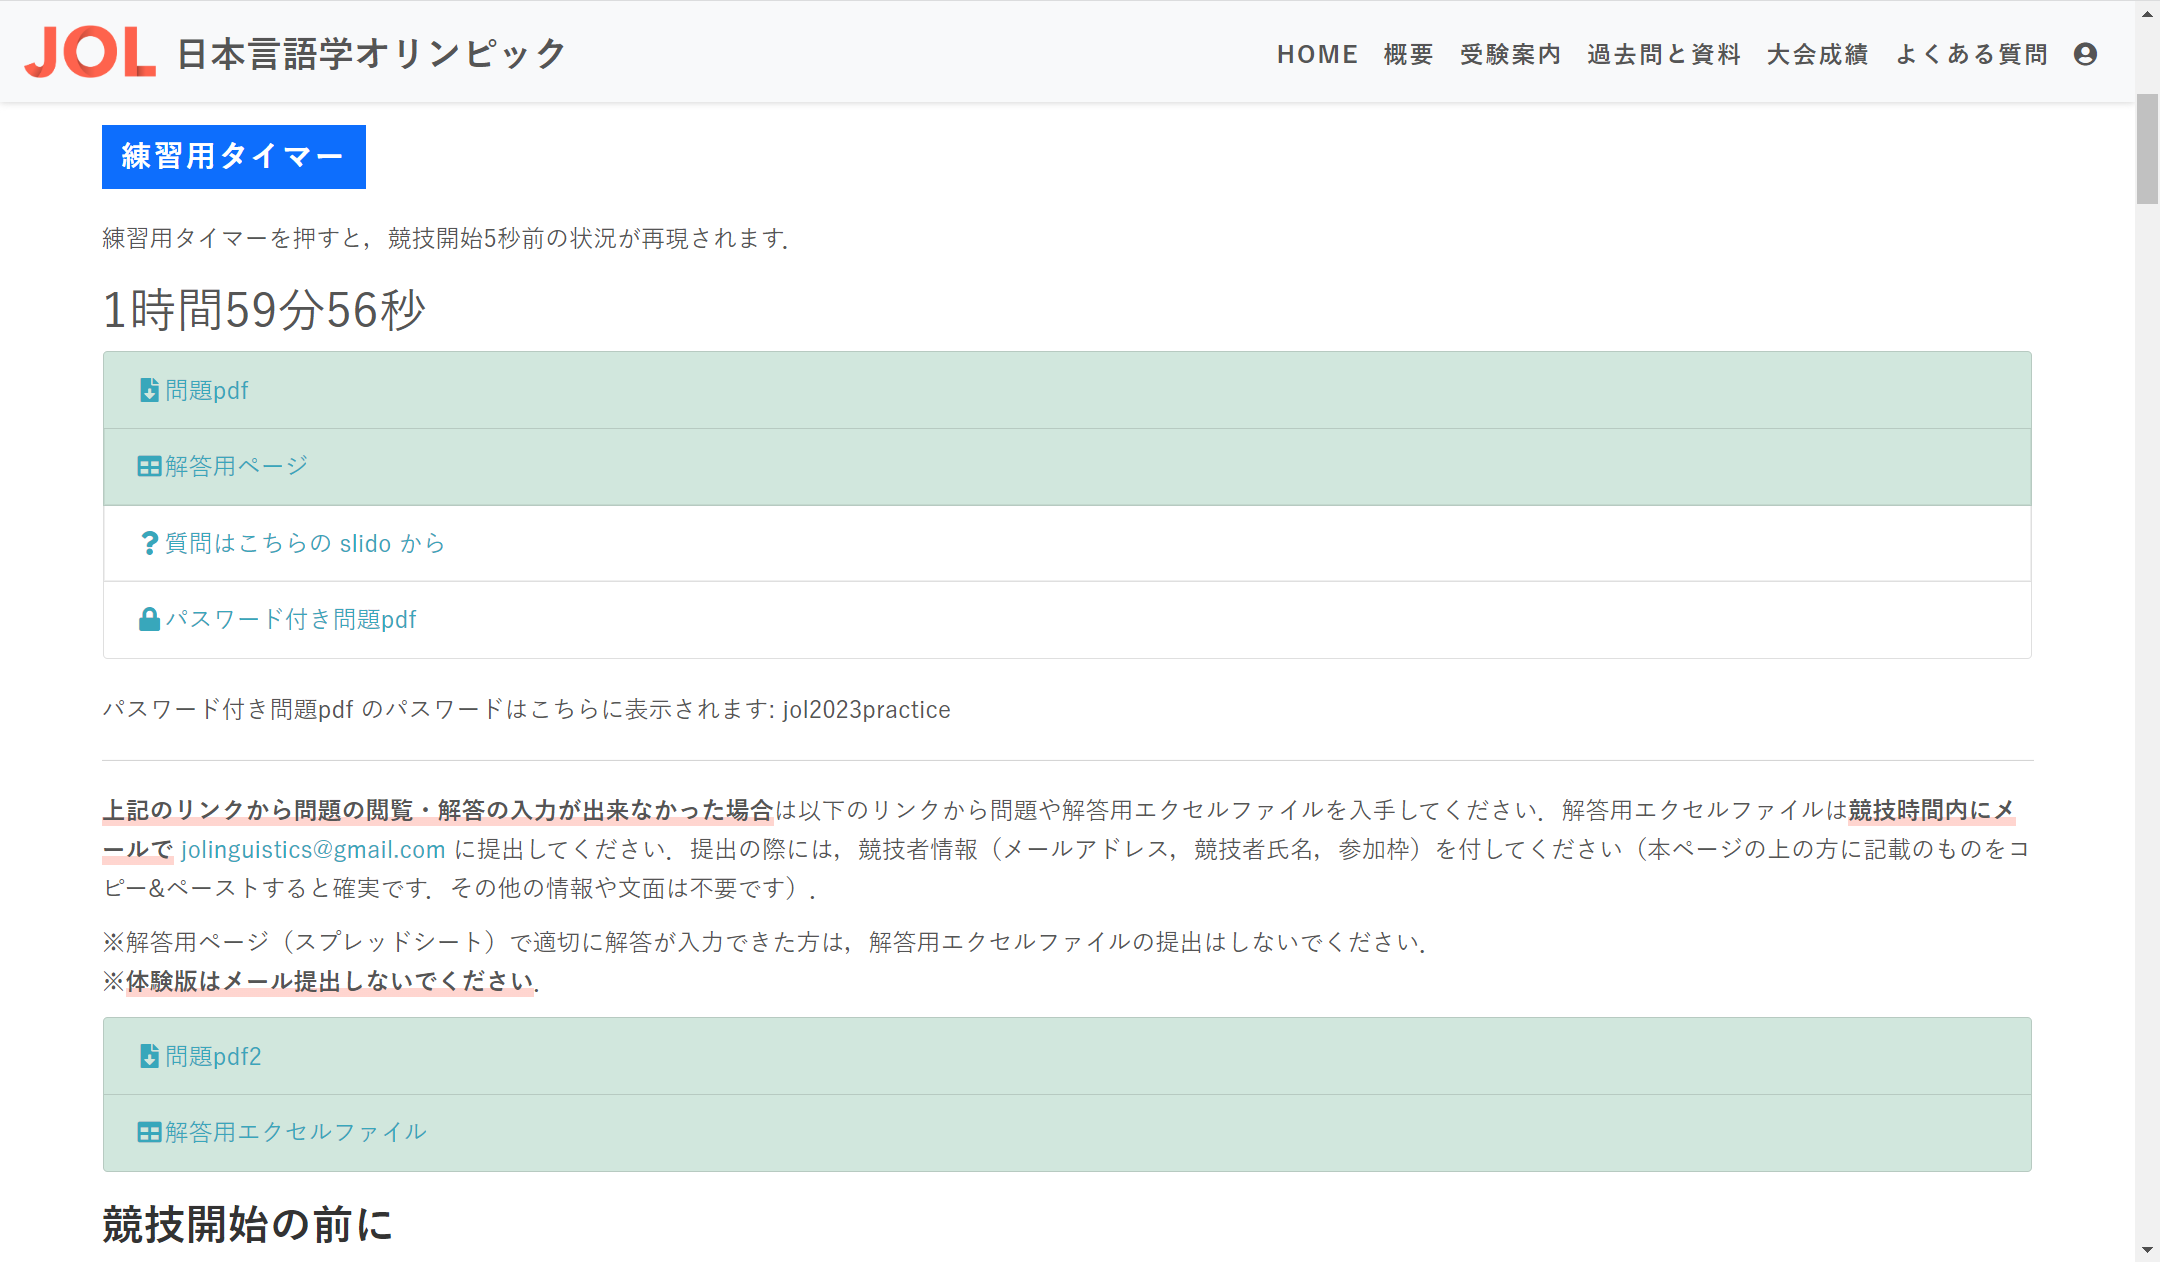 JOL 日本言語学オリンピック
HOME 概要 受験案内 過去問と資料 大会成績 よくある質問
練習用タイマー
練習用タイマーを押すと，競技開始5秒前の状況が再現されます．
1時間59分56秒
問題pdf
解答用ページ
質問はこちらの slido から
パスワード付き問題pdf
パスワード付き問題pdf のパスワードはこちらに表示されます: jol2023practice
上記のリンクから問題の閲覧・解答の入力が出来なかった場合は以下のリンクから問題や解答用エクセルファイルを入手してください．解答用エクセルファイルは競技時間内にメ
ールで jolinguistics@gmail.com に提出してください．提出の際には，競技者情報（メールアドレス，競技者氏名，参加枠）を付してください（本ページの上の方に記載のものをコ
ピー&ペーストすると確実です．その他の情報や文面は不要です）．
※解答用ページ（スプレッドシート）で適切に解答が入力できた方は，解答用エクセルファイルの提出はしないでください．
※体験版はメール提出しないでください．
問題pdf2
解答用エクセルファイル
競技開始の前に